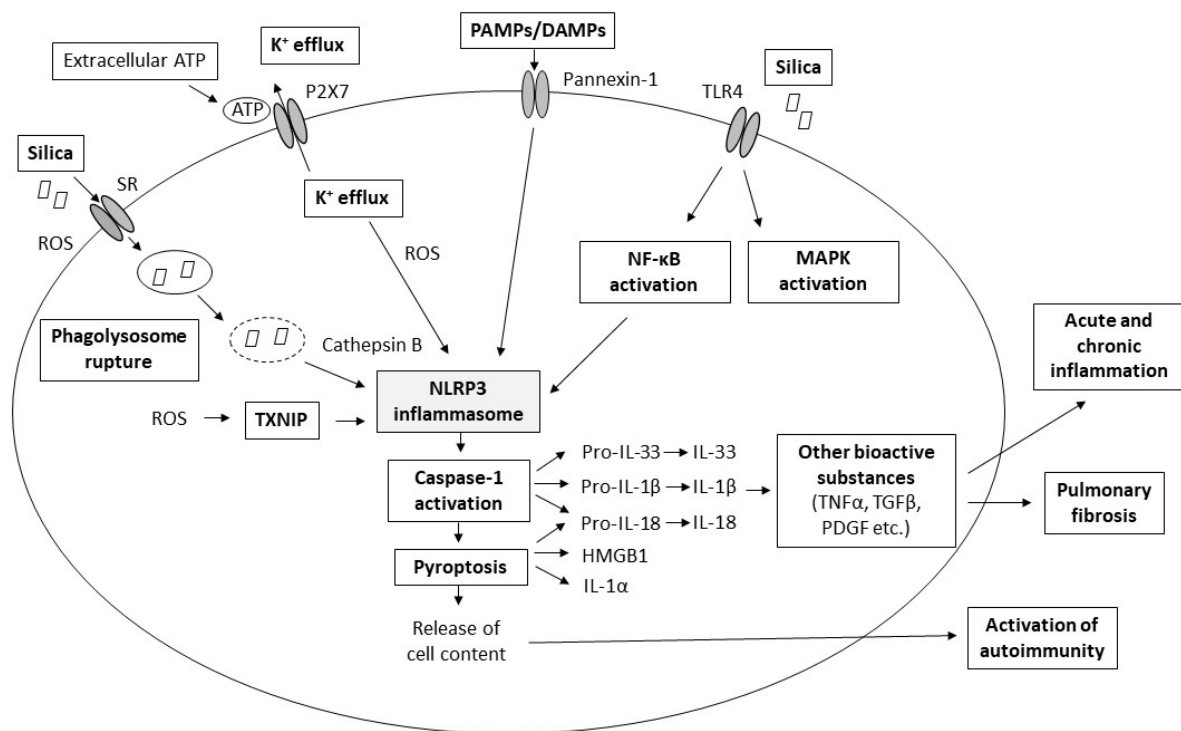 PAMPs/DAMPs
K⁺ efflux
Silica
Extracellular ATP
Pannexin-1
P2X7
TLR4
ATP
Silica
SR
K⁺ efflux
ROS
ROS
NF-κB
activation
MAPK
activation
Acute and
chronic
inflammation
Phagolysosome
rupture
Cathepsin B
NLRP3
inflammasome
ROS
TXNIP
Pro-IL-33
IL-33
Caspase-1
activation
Pro-IL-1β
IL-1β
Pro-IL-18
IL-18
Other bioactive
substances
(TNFα, TGFβ,
PDGF etc.)
Pulmonary
fibrosis
HMGB1
Pyroptosis
IL-1α
Release of
cell content
Activation of
autoimmunity